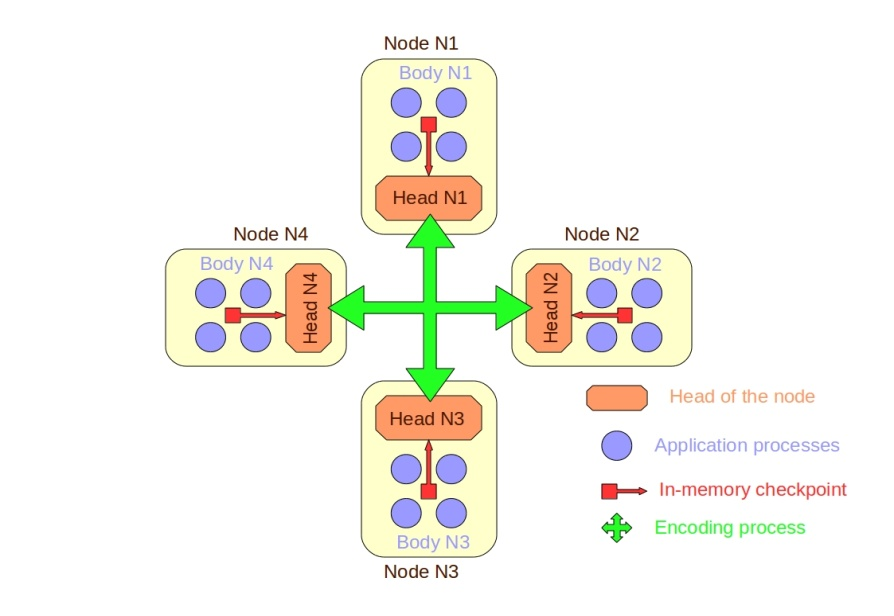 Node N1
Body N1
Head N1
Node N4
Body N4
Head N4
Node N2
Body N2
Head N2
Head N3
Body N3
Node N3
Head of the node
Application processes
In-memory checkpoint
Encoding process